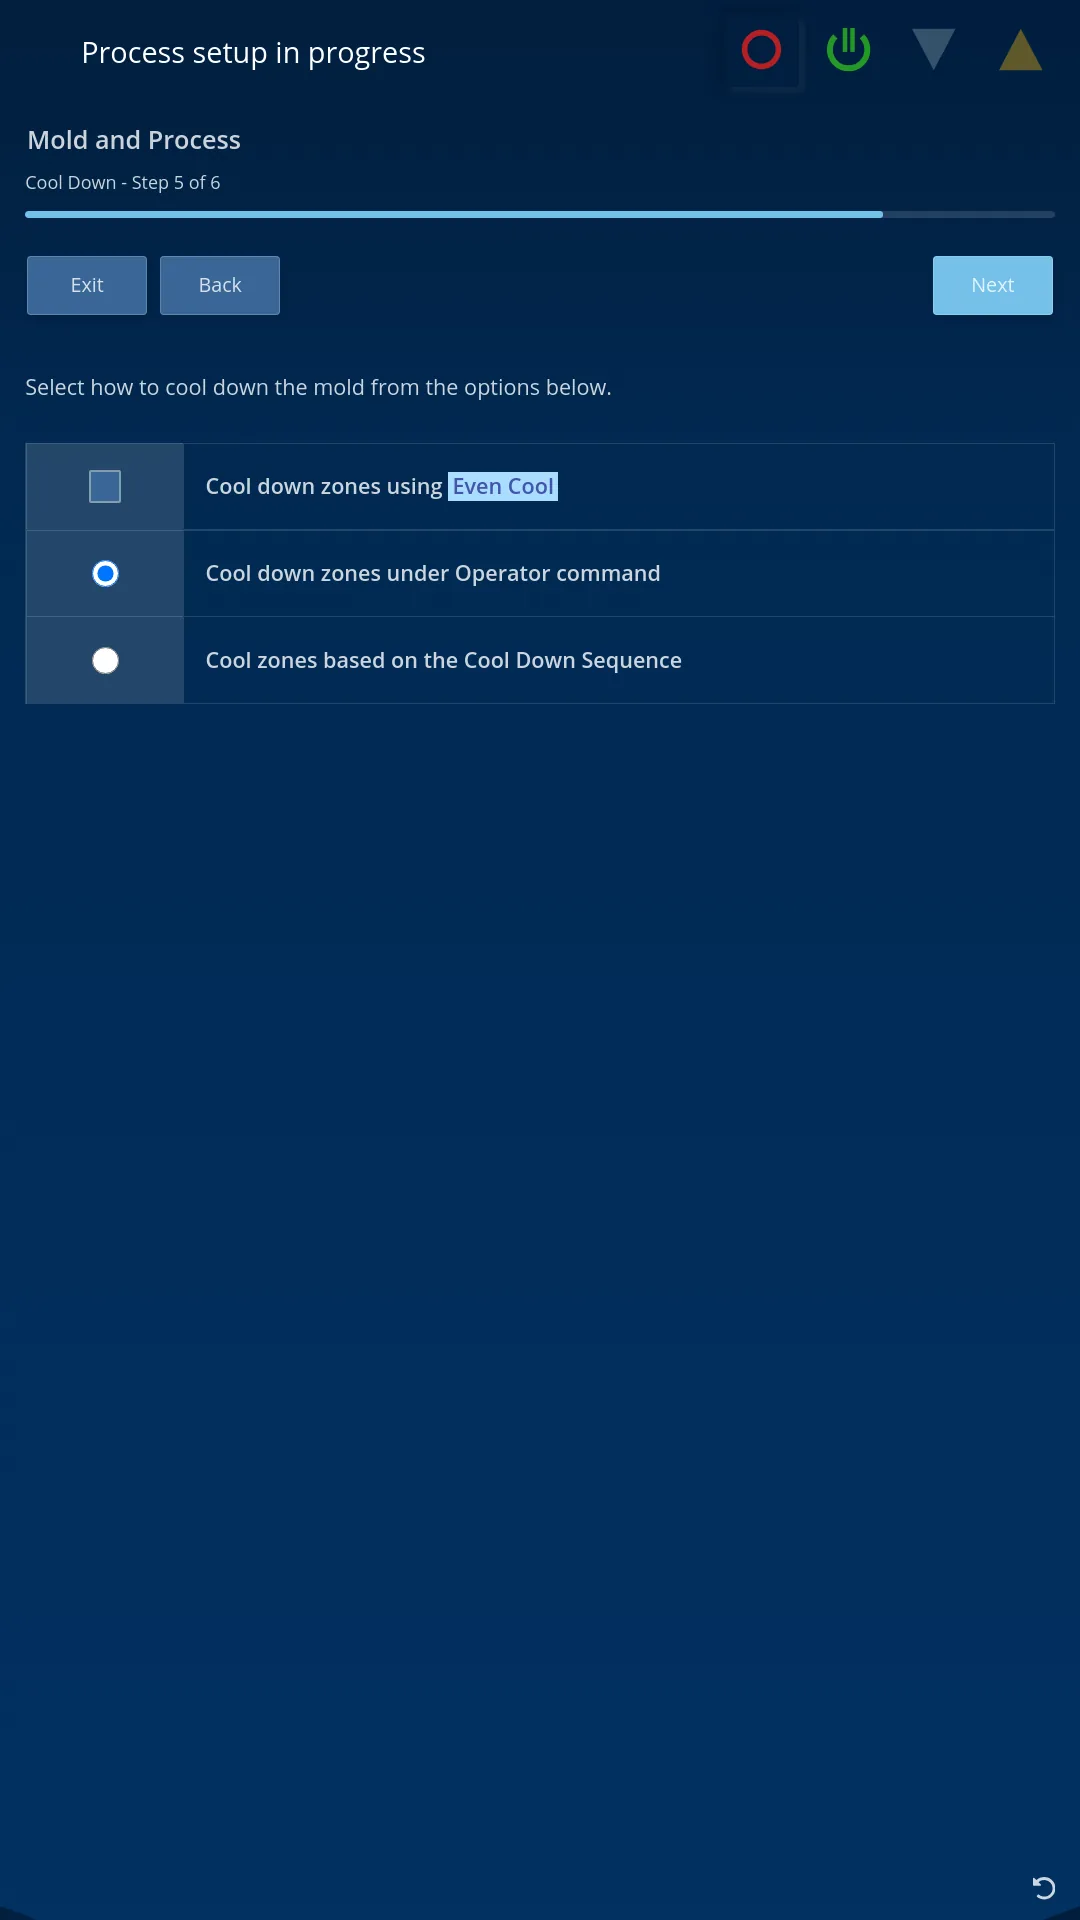 Process setup in progress
Mold and Process
Cool Down - Step 5 of 6
Exit
Back
Next
Select how to cool down the mold from the options below.
Cool down zones using Even Cool
Cool down zones under Operator command
Cool zones based on the Cool Down Sequence